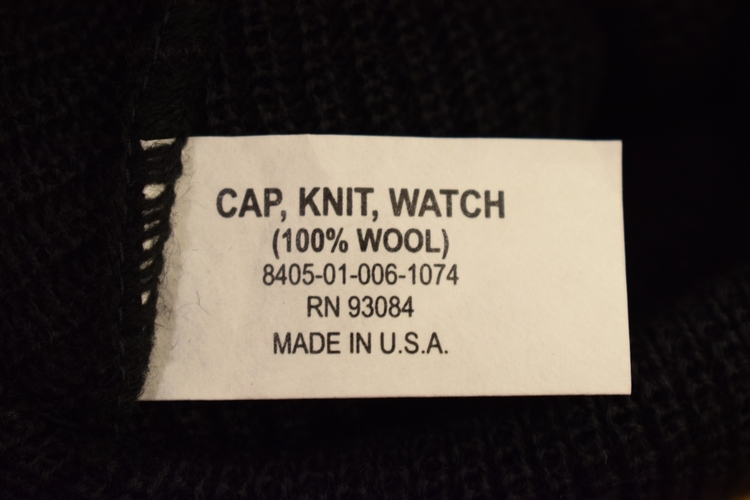 CAP, KNIT, WATCH
(100% WOOL)
8405-01-006-1074
RN 93084
MADE IN U.S.A.